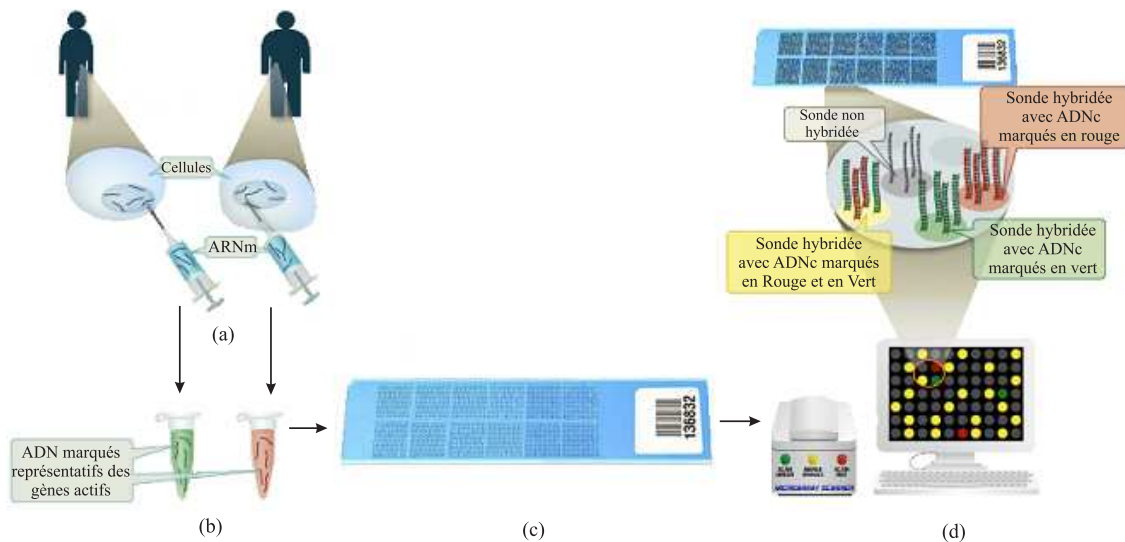 Cellules
ARNm
(a)
ADN marqués
représentatifs des
gènes actifs
(b)
136832
(c)
136832
Sonde non
hybridée
Sonde hybridée
avec ADNc
marqués en rouge
Sonde hybridée
avec ADNc marqués
en Rouge et en Vert
Sonde hybridée
avec ADNc
marqués en vert
MICROARRAY SCANNER
(d)